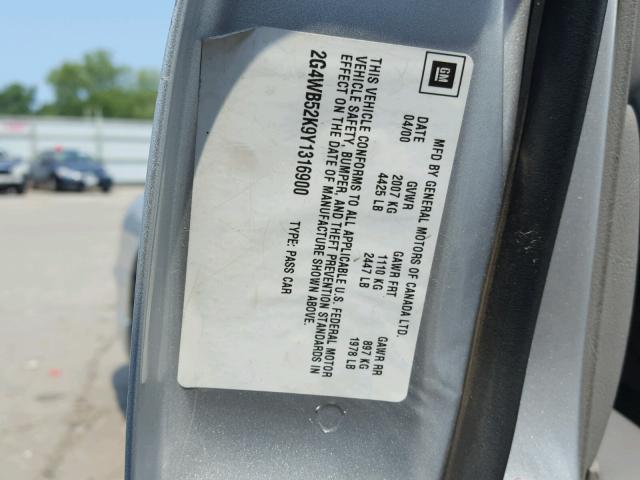 GM
MFD BY GENERAL MOTORS OF CANADA LTD.
DATE GVWR GAWR FRT GAWR RR
04/00 2007 KG 1110 KG 897 KG
4425 LB 2447 LB 1978 LB
THIS VEHICLE CONFORMS TO ALL APPLICABLE U.S. FEDERAL MOTOR
VEHICLE SAFETY, BUMPER, AND THEFT PREVENTION STANDARDS IN
EFFECT ON THE DATE OF MANUFACTURE SHOWN ABOVE.
2G4WB52K9Y1316900 TYPE: PASS CAR